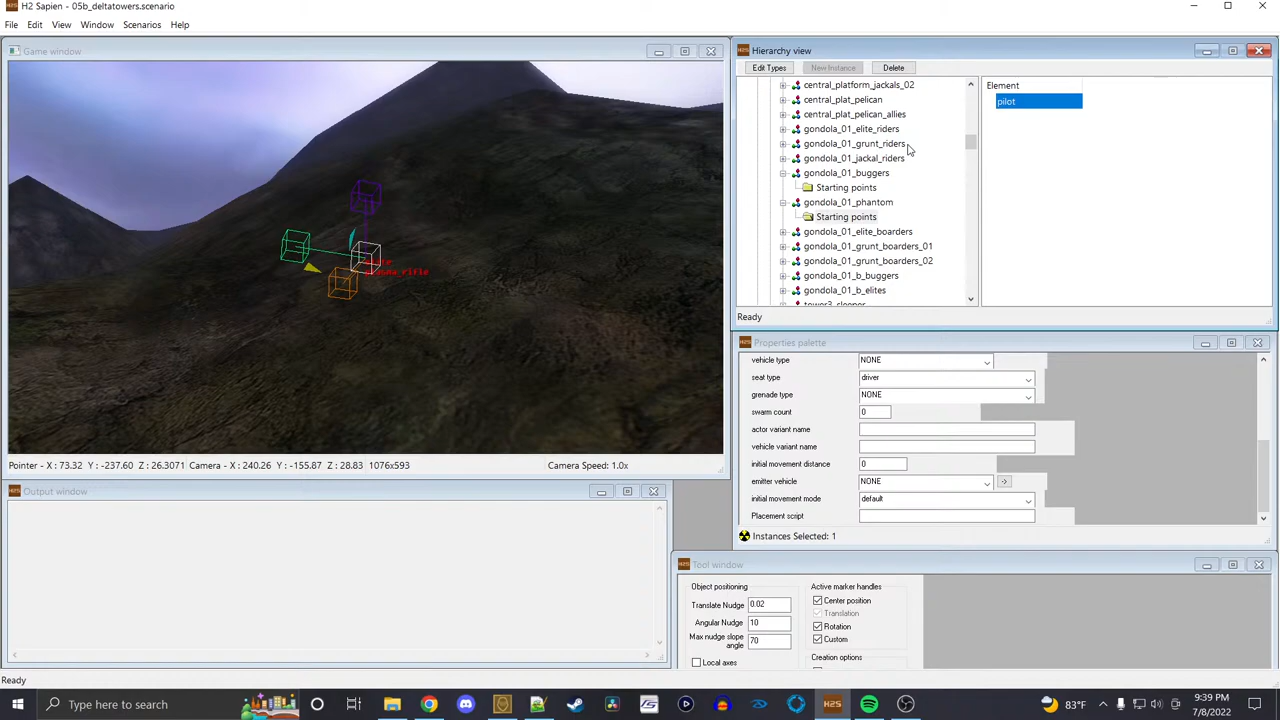 H2 Sapien - 05b_deltatowers.scenario
File Edit View Window Scenarios Help
Game window
Pointer - X : 73.32 Y : -237.60 Z : 26.3071 Camera - X : 240.26 Y : -155.87 Z : 28.83 1076x593 Camera Speed: 1.0x
Output window
Hierarchy view
Edit Types New Instance Delete
central_platform_jackals_02
central_plat_pelican
central_plat_pelican_allies
gondola_01_elite_riders
gondola_01_grunt_riders
gondola_01_jackal_riders
gondola_01_buggers
Starting points
gondola_01_phantom
Starting points
gondola_01_elite_boarders
gondola_01_grunt_boarders_01
gondola_01_grunt_boarders_02
gondola_01_b_buggers
gondola_01_b_elites
Element
pilot
Ready
Properties palette
vehicle type NONE
seat type driver
grenade type NONE
swarm count 0
actor variant name
vehicle variant name
initial movement distance 0
emitter vehicle NONE
initial movement mode default
Placement script
Instances Selected: 1
Tool window
Object positioning
Translate Nudge 0.02
Angular Nudge 10
Max nudge slope angle 70
Local axes
Active marker handles
Center position
Translation
Rotation
Custom
Creation options
Ready
Type here to search
83°F
9:39 PM
7/8/2022